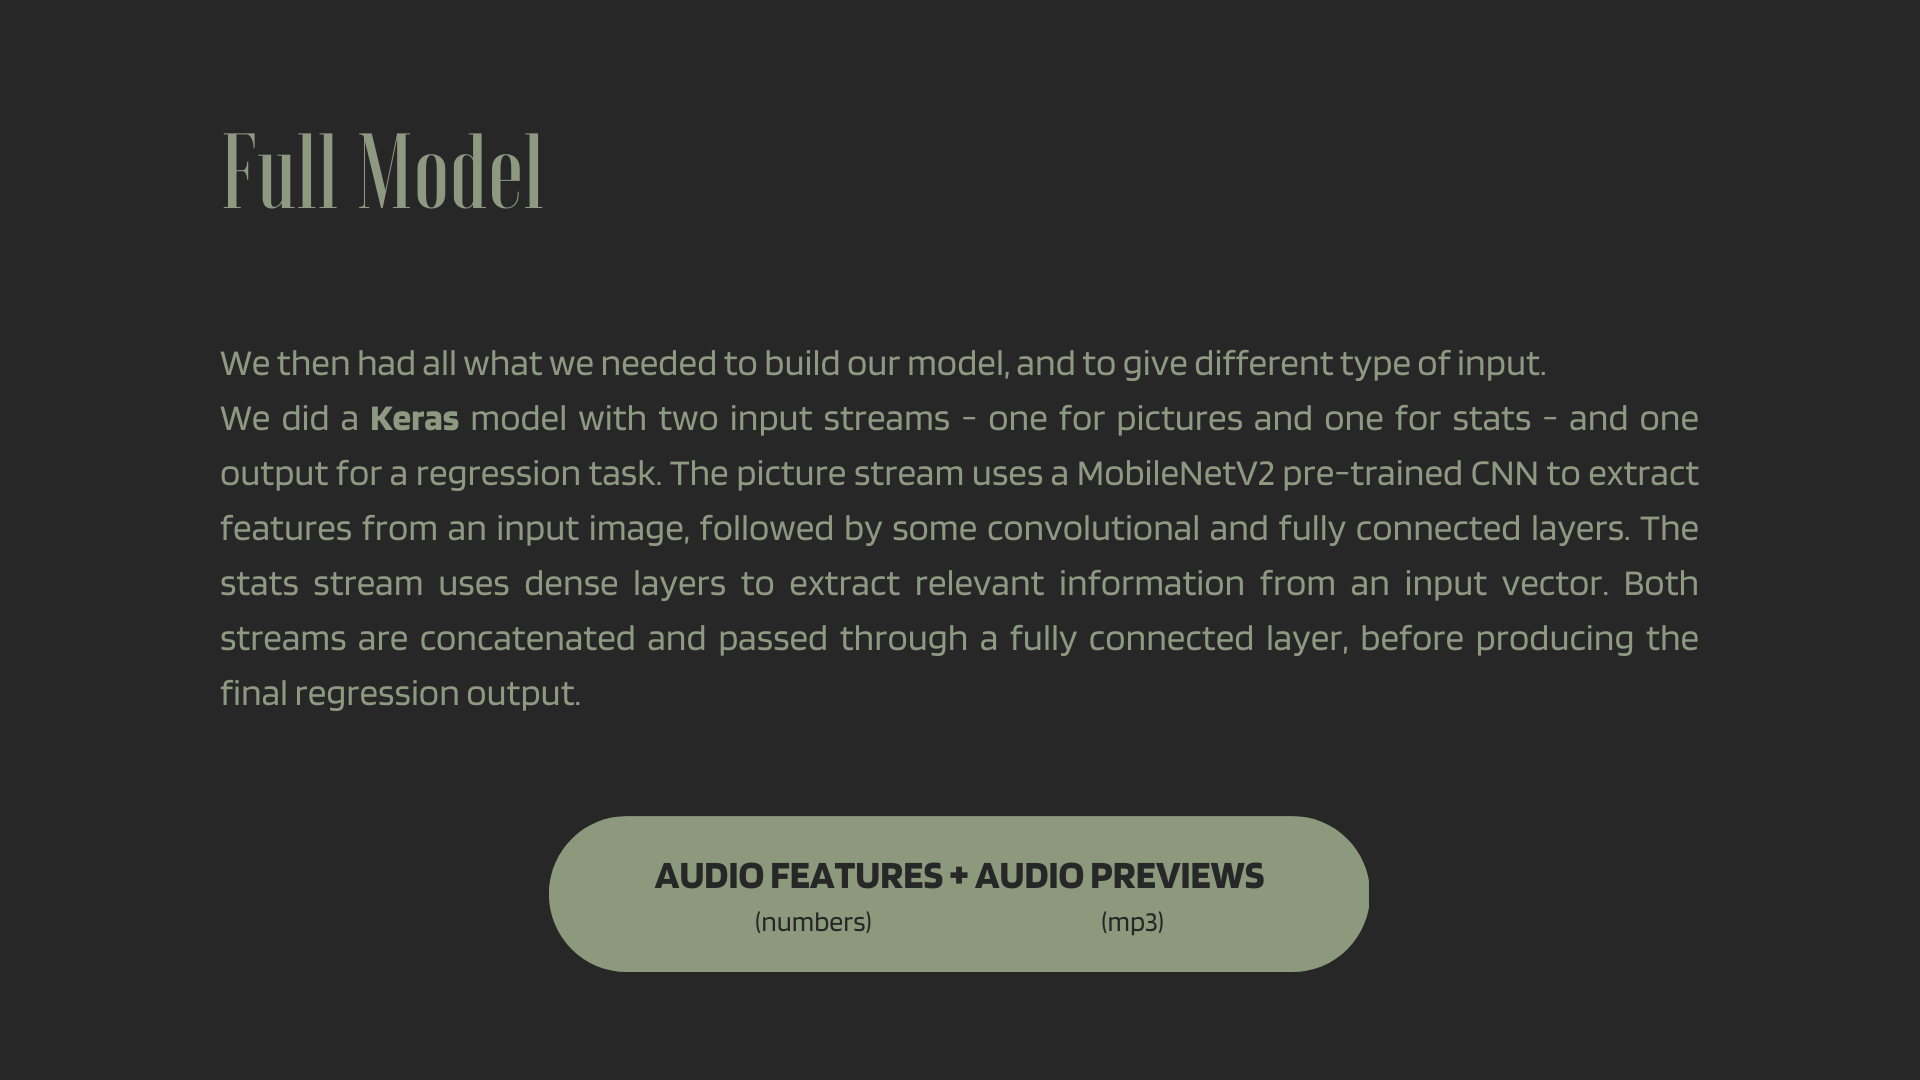 Full Model
We then had all what we needed to build our model, and to give different type of input.
We did a Keras model with two input streams - one for pictures and one for stats - and one
output for a regression task. The picture stream uses a MobileNetV2 pre-trained CNN to extract
features from an input image, followed by some convolutional and fully connected layers. The
stats stream uses dense layers to extract relevant information from an input vector. Both
streams are concatenated and passed through a fully connected layer, before producing the
final regression output.
AUDIO FEATURES + AUDIO PREVIEWS
(numbers) (mp3)